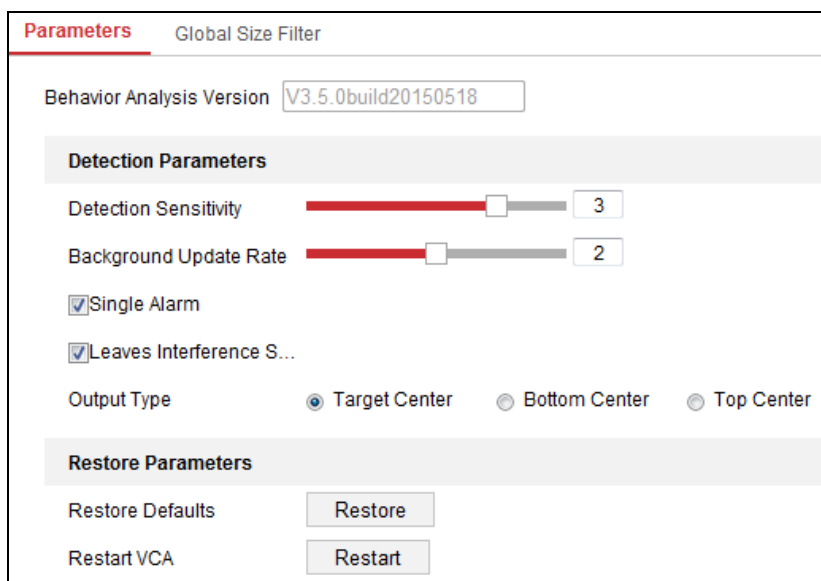 Parameters Global Size Filter
Behavior Analysis Version V3.5.0build20150518
Detection Parameters
Detection Sensitivity 3
Background Update Rate 2
Single Alarm
Leaves Interference S...
Output Type Target Center Bottom Center Top Center
Restore Parameters
Restore Defaults Restore
Restart VCA Restart